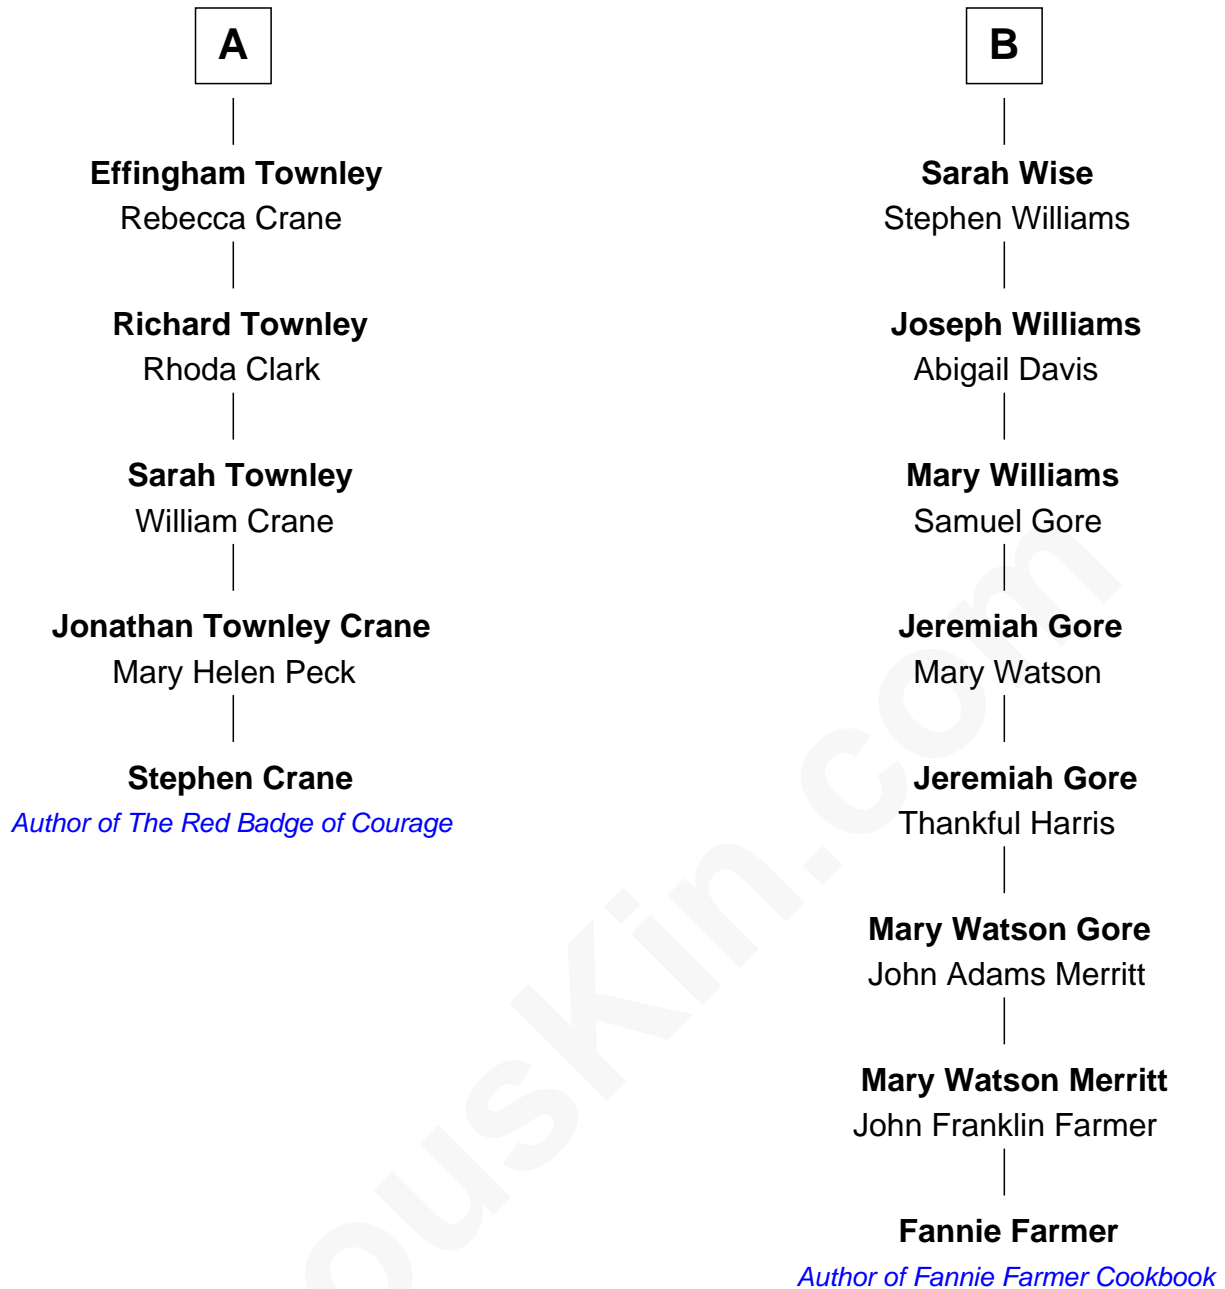 A
Effingham Townley
Rebecca Crane
Richard Townley
Rhoda Clark
Sarah Townley
William Crane
Jonathan Townley Crane
Mary Helen Peck
Stephen Crane
Author of The Red Badge of Courage
B
Sarah Wise
Stephen Williams
Joseph Williams
Abigail Davis
Mary Williams
Samuel Gore
Jeremiah Gore
Mary Watson
Jeremiah Gore
Thankful Harris
Mary Watson Gore
John Adams Merritt
Mary Watson Merritt
John Franklin Farmer
Fannie Farmer
Author of Fannie Farmer Cookbook
ousKin.com